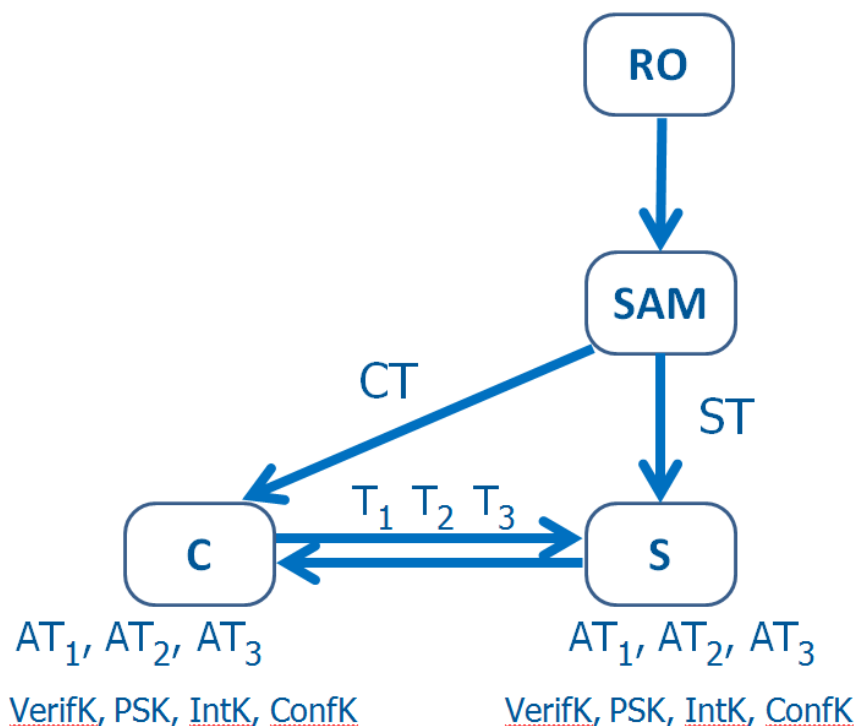 RO
SAM
CT
ST
T₁ T₂ T₃
C
S
AT₁, AT₂, AT₃
AT₁, AT₂, AT₃
VerifK, PSK, IntK, ConfK
VerifK, PSK, IntK, ConfK